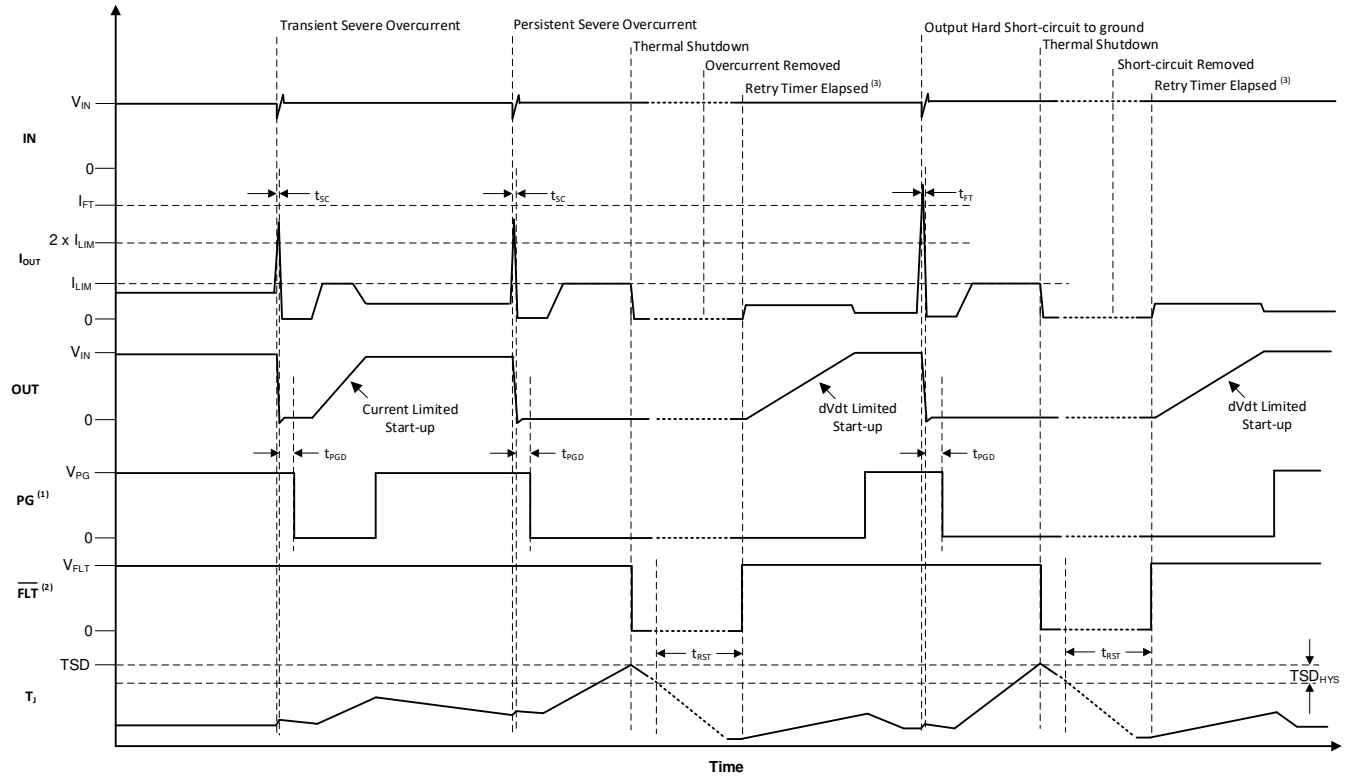 Transient Severe Overcurrent
Persistent Severe Overcurrent
Output Hard Short-circuit to ground
Thermal Shutdown
Thermal Shutdown
Overcurrent Removed
Short-circuit Removed
Retry Timer Elapsed (3)
Retry Timer Elapsed (3)
VIN
IN
0
IFT
tSC
tSC
tFT
2 x ILIM
IOUT
ILIM
0
VIN
OUT
Current Limited
Start-up
dVdt Limited
Start-up
dVdt Limited
Start-up
0
tPGD
tPGD
tPGD
VPG
PG (1)
0
VFLT
FLT (2)
0
tRST
tRST
TSD
TSDHYS
TJ
Time